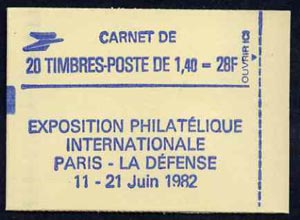 CARNET DE
20 TIMBRES-POSTE DE 1,40 = 28F
OUVRIR ICI
EXPOSITION PHILATÉLIQUE
INTERNATIONALE
PARIS - LA DÉFENSE
11 - 21 Juin 1982